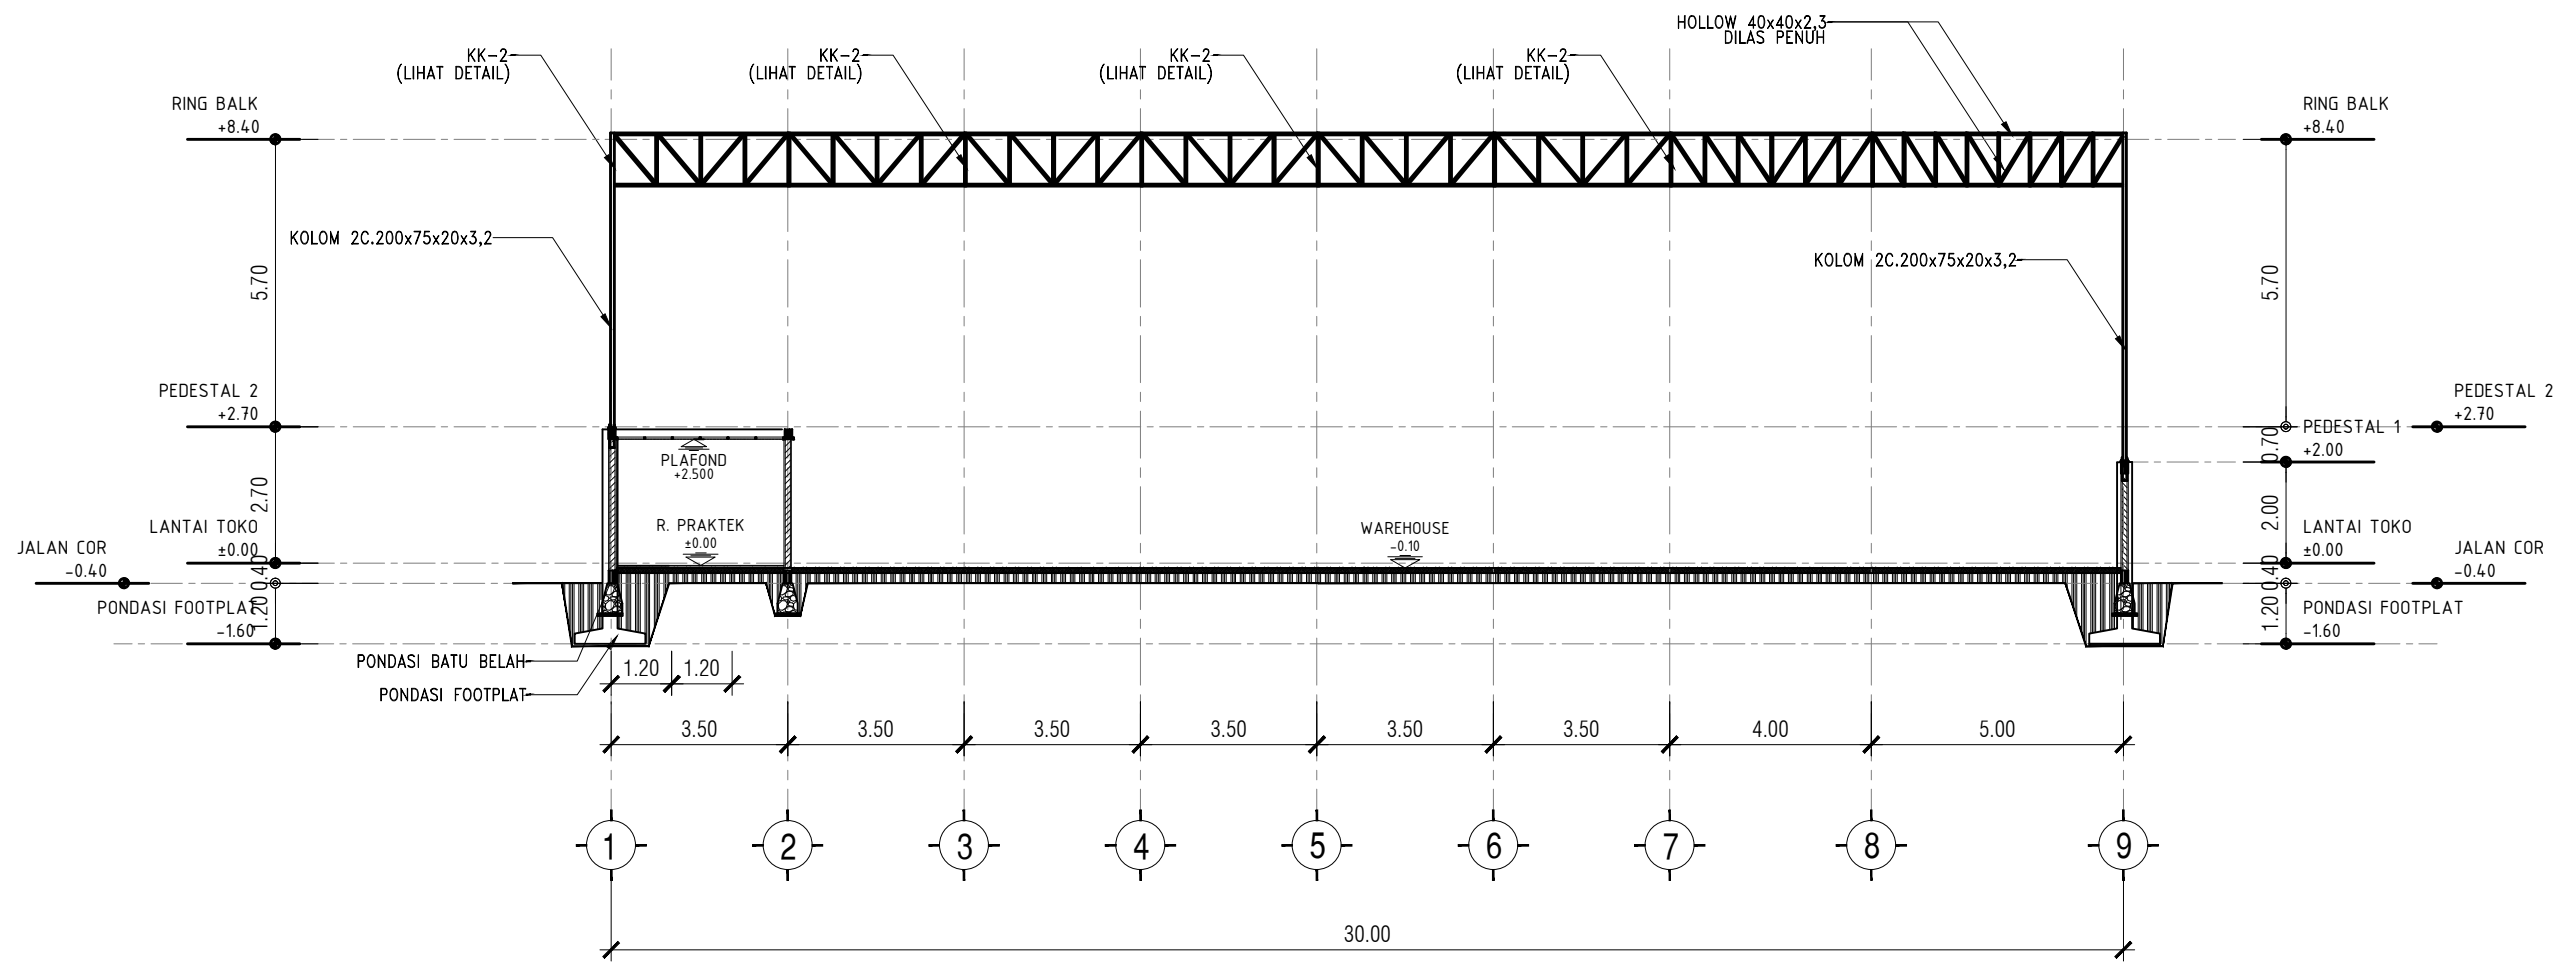 HOLLOW 40x40x2,3
DILAS PENUH
KK-2
(LIHAT DETAIL)
KK-2
(LIHAT DETAIL)
KK-2
(LIHAT DETAIL)
KK-2
(LIHAT DETAIL)
RING BALK
+8.40
RING BALK
+8.40
KOLOM 2C.200x75x20x3,2
KOLOM 2C.200x75x20x3,2
5.70
5.70
PEDESTAL 2
+2.70
PEDESTAL 2
+2.70
PEDESTAL 1
+2.00
0.70
PLAFOND
+2.500
2.70
2.00
R. PRAKTEK
±0.00
WAREHOUSE
-0.10
LANTAI TOKO
±0.00
LANTAI TOKO
±0.00
JALAN COR
-0.40
JALAN COR
-0.40
0.40
0.40
PONDASI FOOTPLAT
-1.60
PONDASI FOOTPLAT
-1.60
1.20
1.20
PONDASI BATU BELAH
PONDASI FOOTPLAT
1.20
1.20
3.50
3.50
3.50
3.50
3.50
3.50
4.00
5.00
1
2
3
4
5
6
7
8
9
30.00